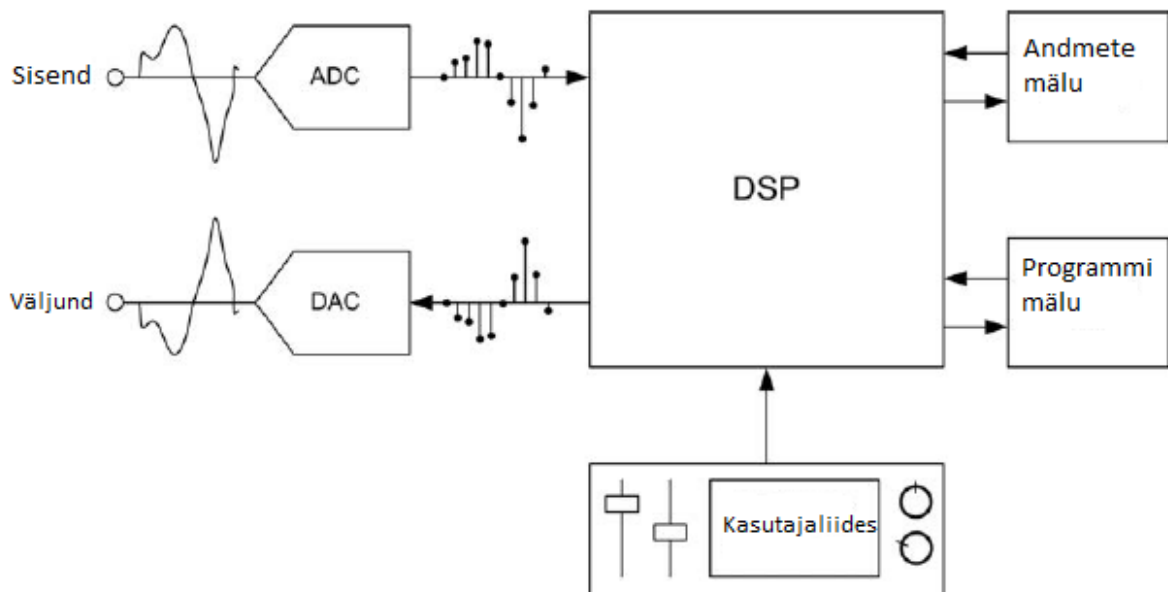 Sisend
ADC
DSP
Andmete
mälu
Väljund
DAC
Programmi
mälu
Kasutajaliides